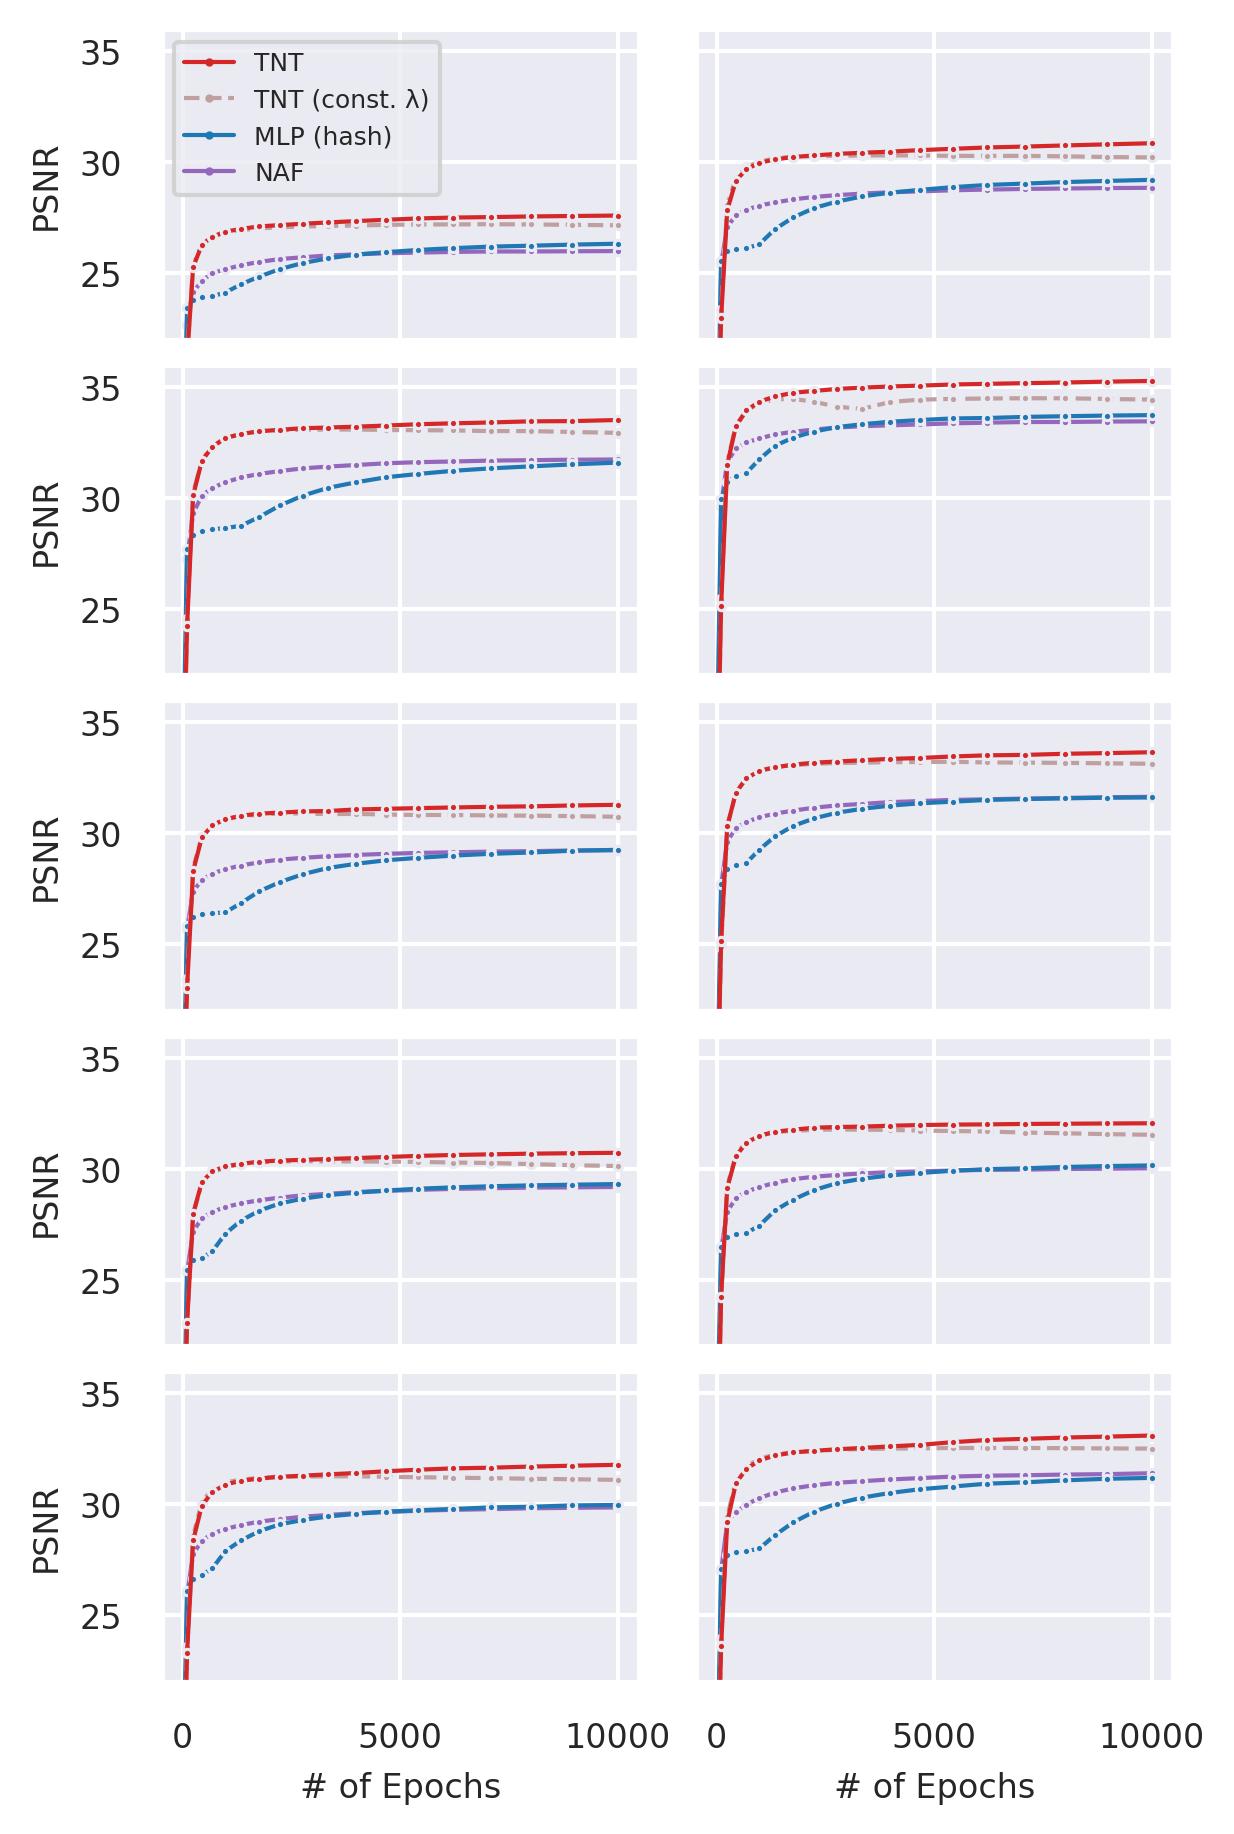 35
TNT
TNT (const. λ)
MLP (hash)
NAF
30
25
PSNR
35
30
25
PSNR
35
30
25
PSNR
35
30
25
PSNR
35
30
25
PSNR
0 5000 10000 0 5000 10000
# of Epochs # of Epochs